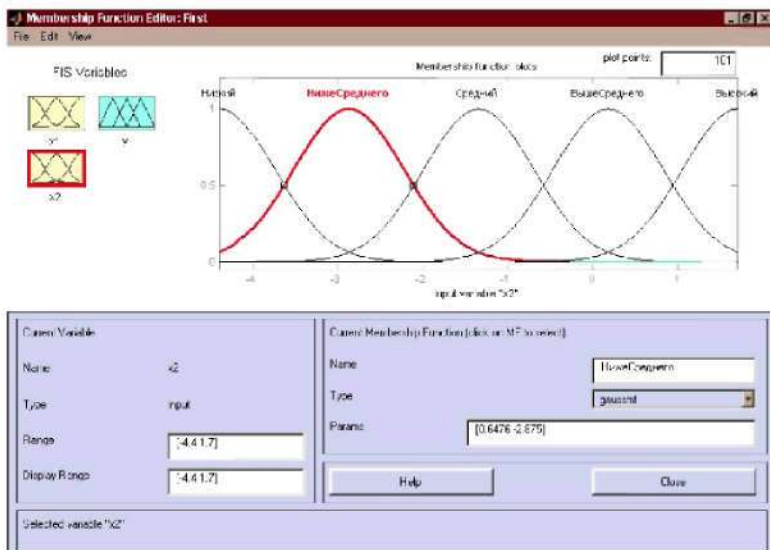 Membership Function Editor: First
File Edit View
FIS Variables
x1
y
x2
Membership function plots
plot points:
101
Низкий
НижеСреднего
Средний
ВышеСреднего
Высокий
1
0.5
0
-4
-3
-2
-1
0
1
input variable "x2"
Current Variable
Name
x2
Type
input
Range
[-4.4 1.7]
Display Range
[-4.4 1.7]
Current Membership Function (click on MF to select)
Name
НижеСреднего
Type
gaussmf
Params
[0.6476 -2.875]
Help
Close
Selected variable "x2"